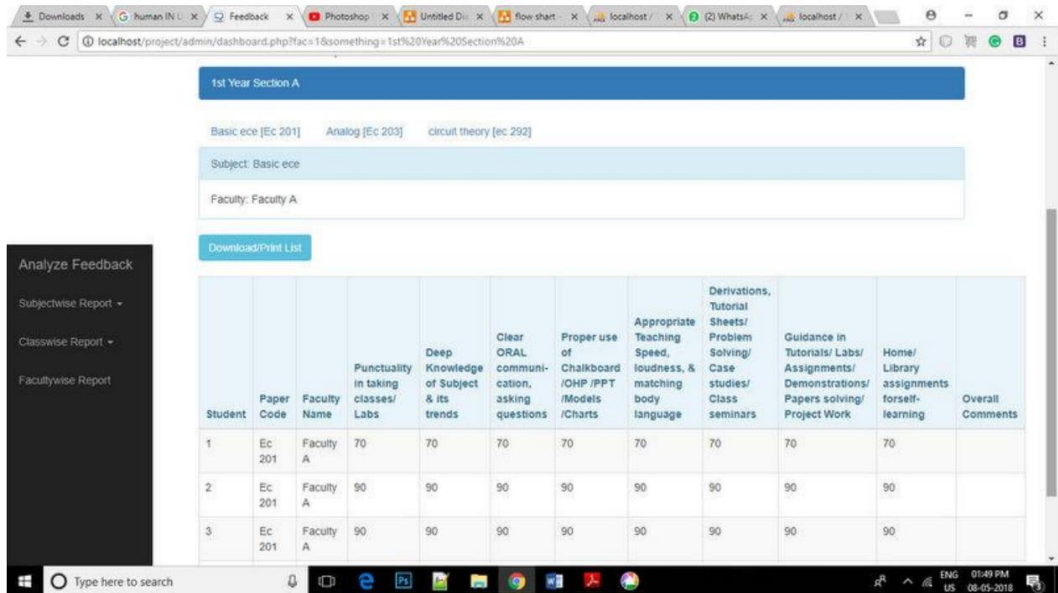 Downloads
human IN U
Feedback
Photoshop
Untitled Di
flow short
localhost /
(2) WhatsA
localhost /
localhost/project/admin/dashboard.php?fac=1&something=1st%20Year%20Section%20A
1st Year Section A
Basic ece [Ec 201] Analog [Ec 203] circuit theory [ec 292]
Subject: Basic ece
Faculty: Faculty A
Download/Print List
Analyze Feedback
Subjectwise Report
Classwise Report
Facultywise Report
Student
Paper
Code
Faculty
Name
Punctuality
in taking
classes/
Labs
Deep
Knowledge
of Subject
& its
trends
Clear
ORAL
communi-
cation,
asking
questions
Proper use
of
Chalkboard
/OHP /PPT
/Models
/Charts
Appropriate
Teaching
Speed,
loudness, &
matching
body
language
Derivations,
Tutorial
Sheets/
Problem
Solving/
Case
studies/
Class
seminars
Guidance in
Tutorials/ Labs/
Assignments/
Demonstrations/
Papers solving/
Project Work
Home/
Library
assignments
forself-
learning
Overall
Comments
1 Ec Faculty 70 70 70 70 70 70 70 70
201 A
2 Ec Faculty 90 90 90 90 90 90 90 90
201 A
3 Ec Faculty 90 90 90 90 90 90 90 90
201 A
Type here to search
ENG 01:49 PM
US 08-05-2018